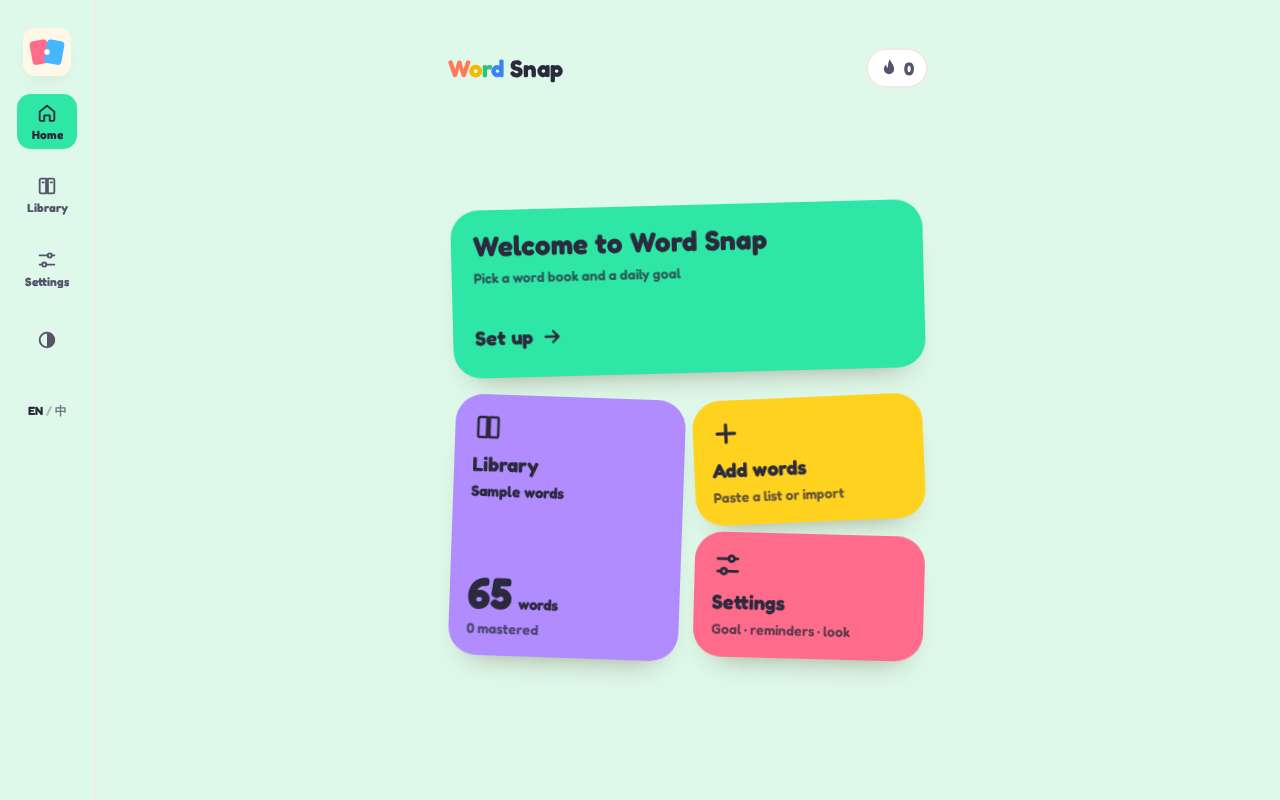 Home
Library
Settings
EN / 中
Word Snap
0
Welcome to Word Snap
Pick a word book and a daily goal
Set up
Library
Sample words
65 words
0 mastered
Add words
Paste a list or import
Settings
Goal · reminders · look